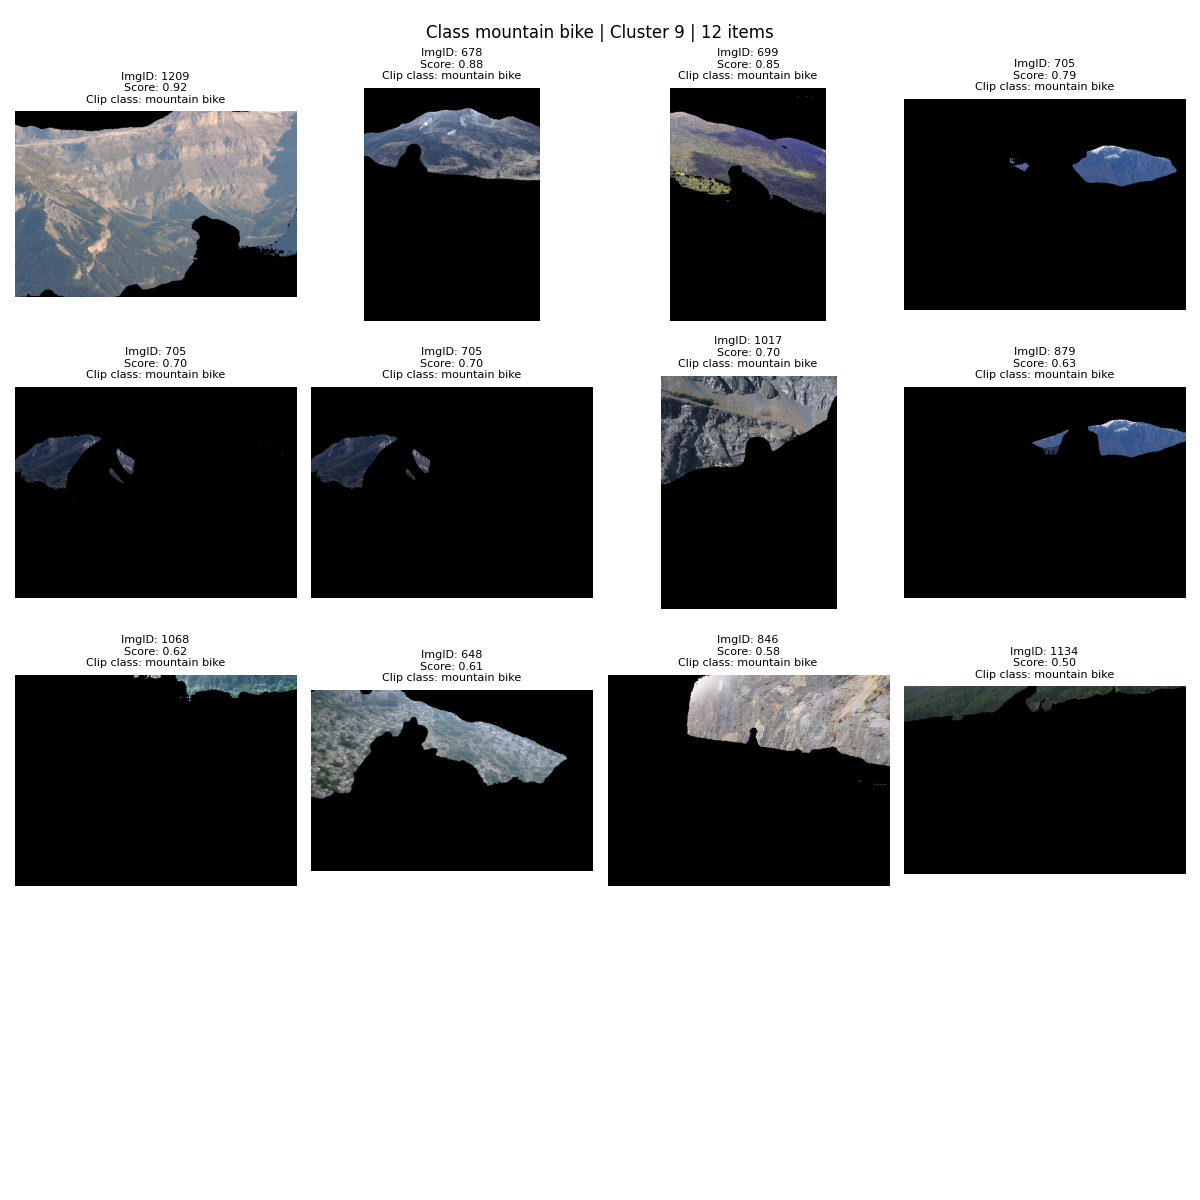 Class mountain bike | Cluster 9 | 12 items
ImgID: 1209
Score: 0.92
Clip class: mountain bike
ImgID: 678
Score: 0.88
Clip class: mountain bike
ImgID: 699
Score: 0.85
Clip class: mountain bike
ImgID: 705
Score: 0.79
Clip class: mountain bike
ImgID: 705
Score: 0.70
Clip class: mountain bike
ImgID: 705
Score: 0.70
Clip class: mountain bike
ImgID: 1017
Score: 0.70
Clip class: mountain bike
ImgID: 879
Score: 0.63
Clip class: mountain bike
ImgID: 1068
Score: 0.62
Clip class: mountain bike
ImgID: 648
Score: 0.61
Clip class: mountain bike
ImgID: 846
Score: 0.58
Clip class: mountain bike
ImgID: 1134
Score: 0.50
Clip class: mountain bike